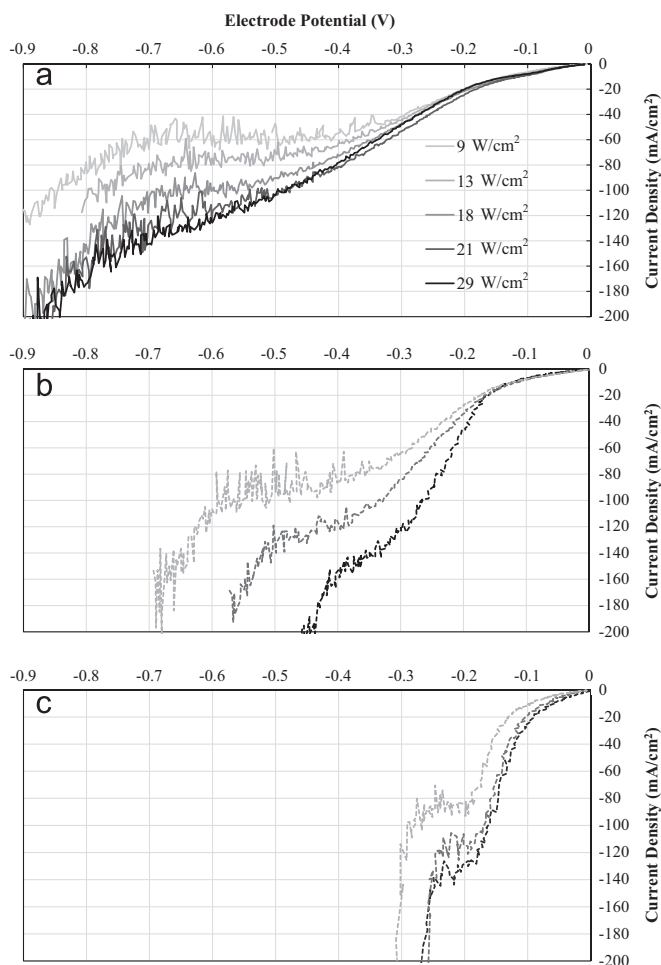 Electrode Potential (V)
-0.9 -0.8 -0.7 -0.6 -0.5 -0.4 -0.3 -0.2 -0.1 0
a
0
-20
-40
-60
-80
-100
-120
-140
-160
-180
-200
Current Density (mA/cm²)
9 W/cm²
13 W/cm²
18 W/cm²
21 W/cm²
29 W/cm²
-0.9 -0.8 -0.7 -0.6 -0.5 -0.4 -0.3 -0.2 -0.1 0
b
0
-20
-40
-60
-80
-100
-120
-140
-160
-180
-200
Current Density (mA/cm²)
-0.9 -0.8 -0.7 -0.6 -0.5 -0.4 -0.3 -0.2 -0.1 0
c
0
-20
-40
-60
-80
-100
-120
-140
-160
-180
-200
Current Density (mA/cm²)